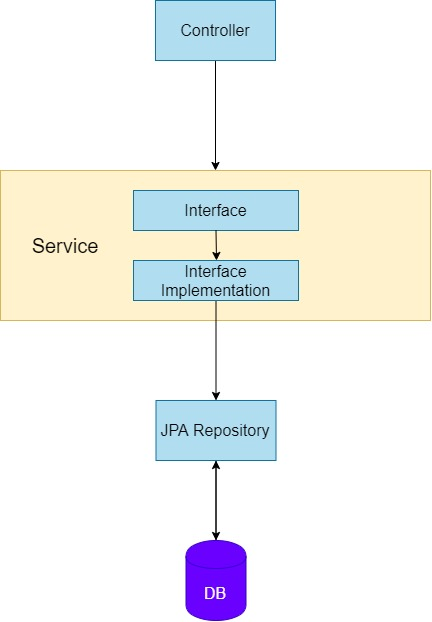 Controller
Interface
Service
Interface
Implementation
JPA Repository
DB